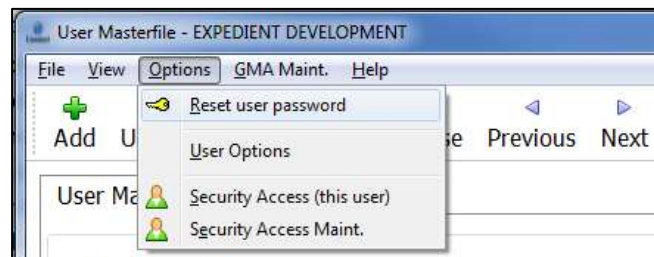 User Masterfile - EXPEDIENT DEVELOPMENT
File View Options GMA Maint. Help
Reset user password
Add Previous Next
User Options
User
Security Access (this user)
Security Access Maint.